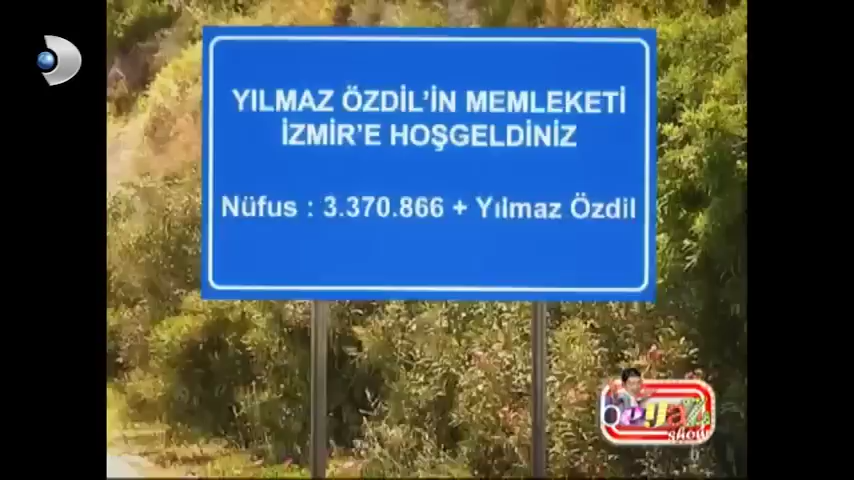 YILMAZ ÖZDİL'İN MEMLEKETİ
İZMİR'E HOŞGELDİNİZ
Nüfus : 3.370.866 + Yılmaz Özdil
beyaz
show